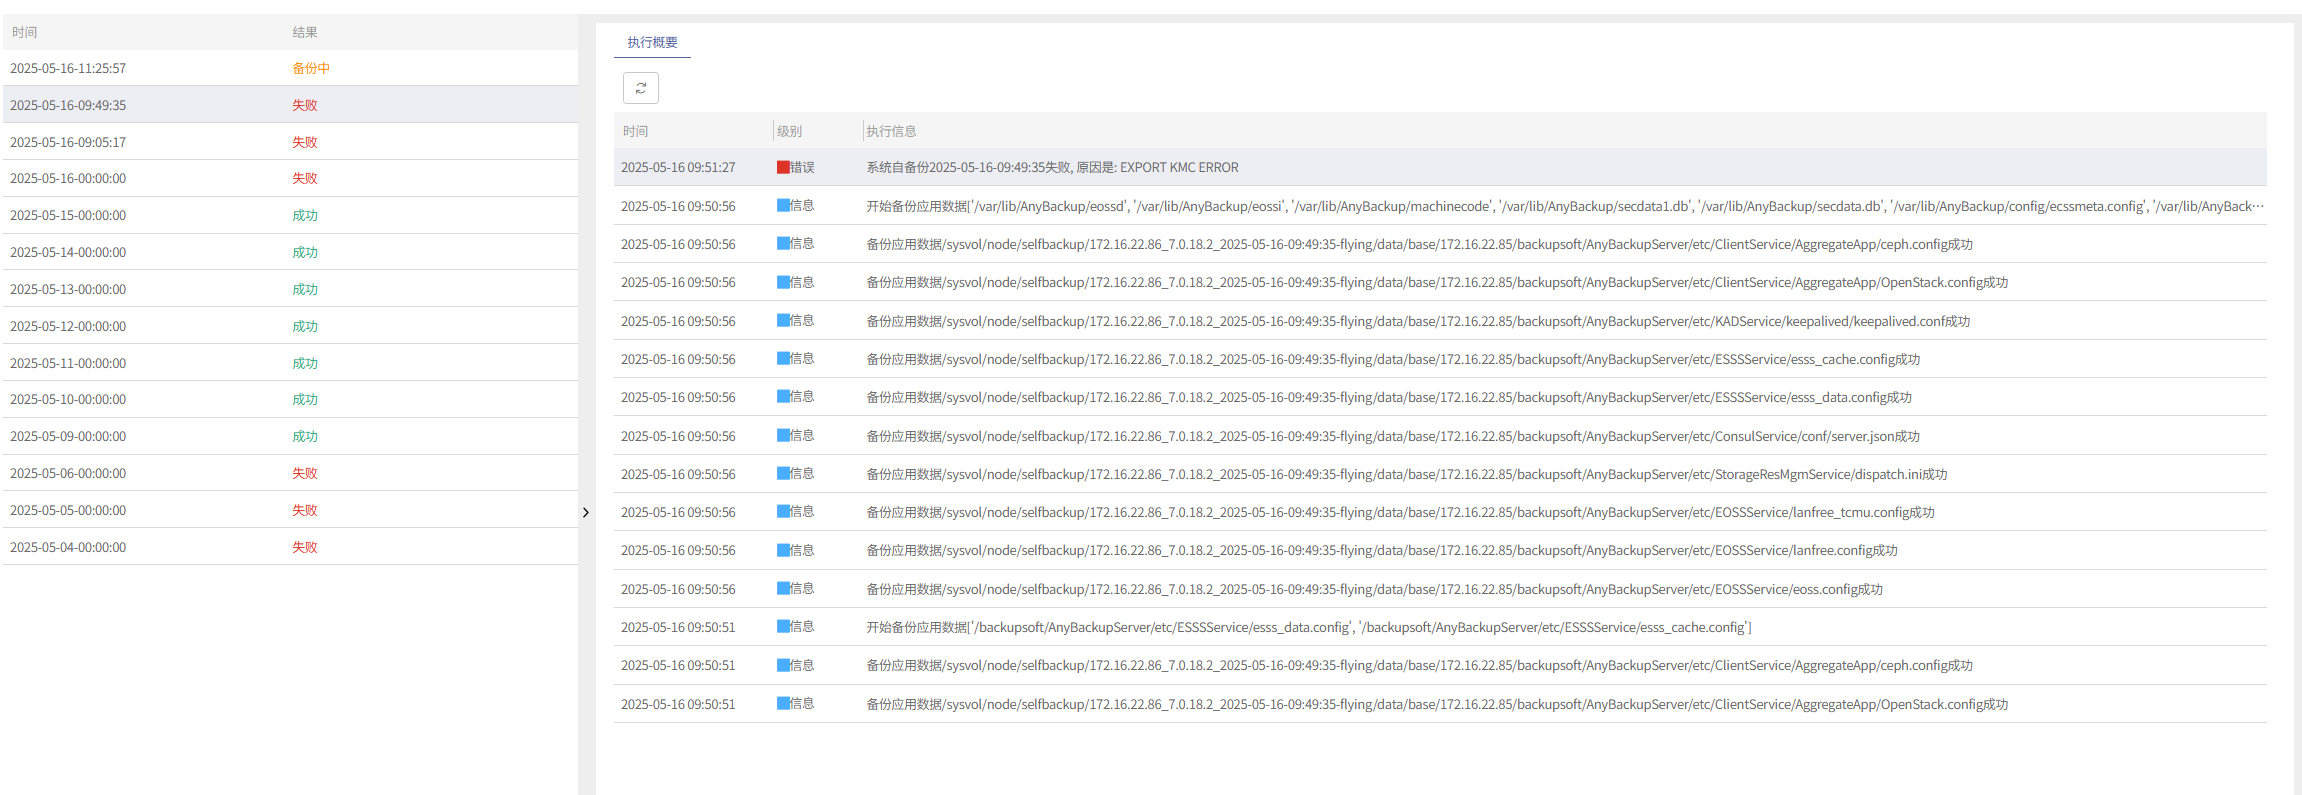 时间 结果
2025-05-16-11:25:57 备份中
2025-05-16-09:49:35 失败
2025-05-16-09:05:17 失败
2025-05-16-00:00:00 失败
2025-05-15-00:00:00 成功
2025-05-14-00:00:00 成功
2025-05-13-00:00:00 成功
2025-05-12-00:00:00 成功
2025-05-11-00:00:00 成功
2025-05-10-00:00:00 成功
2025-05-09-00:00:00 成功
2025-05-06-00:00:00 失败
2025-05-05-00:00:00 失败
2025-05-04-00:00:00 失败
执行概要
时间 级别 执行信息
2025-05-16 09:51:27 错误 系统自备份2025-05-16-09:49:35失败, 原因是: EXPORT KMC ERROR
2025-05-16 09:50:56 信息 开始备份应用数据['/var/lib/AnyBackup/eossd', '/var/lib/AnyBackup/eossi', '/var/lib/AnyBackup/machinecode', '/var/lib/AnyBackup/secdata1.db', '/var/lib/AnyBackup/secdata.db', '/var/lib/AnyBackup/config/ecssmeta.config', '/var/lib/AnyBack…
2025-05-16 09:50:56 信息 备份应用数据/sysvol/node/selfbackup/172.16.22.86_7.0.18.2_2025-05-16-09:49:35-flying/data/base/172.16.22.85/backupsoft/AnyBackupServer/etc/ClientService/AggregateApp/ceph.config成功
2025-05-16 09:50:56 信息 备份应用数据/sysvol/node/selfbackup/172.16.22.86_7.0.18.2_2025-05-16-09:49:35-flying/data/base/172.16.22.85/backupsoft/AnyBackupServer/etc/ClientService/AggregateApp/OpenStack.config成功
2025-05-16 09:50:56 信息 备份应用数据/sysvol/node/selfbackup/172.16.22.86_7.0.18.2_2025-05-16-09:49:35-flying/data/base/172.16.22.85/backupsoft/AnyBackupServer/etc/KADService/keepalived/keepalived.conf成功
2025-05-16 09:50:56 信息 备份应用数据/sysvol/node/selfbackup/172.16.22.86_7.0.18.2_2025-05-16-09:49:35-flying/data/base/172.16.22.85/backupsoft/AnyBackupServer/etc/ESSSService/esss_cache.config成功
2025-05-16 09:50:56 信息 备份应用数据/sysvol/node/selfbackup/172.16.22.86_7.0.18.2_2025-05-16-09:49:35-flying/data/base/172.16.22.85/backupsoft/AnyBackupServer/etc/ESSSService/esss_data.config成功
2025-05-16 09:50:56 信息 备份应用数据/sysvol/node/selfbackup/172.16.22.86_7.0.18.2_2025-05-16-09:49:35-flying/data/base/172.16.22.85/backupsoft/AnyBackupServer/etc/ConsulService/conf/server.json成功
2025-05-16 09:50:56 信息 备份应用数据/sysvol/node/selfbackup/172.16.22.86_7.0.18.2_2025-05-16-09:49:35-flying/data/base/172.16.22.85/backupsoft/AnyBackupServer/etc/StorageResMgmService/dispatch.ini成功
2025-05-16 09:50:56 信息 备份应用数据/sysvol/node/selfbackup/172.16.22.86_7.0.18.2_2025-05-16-09:49:35-flying/data/base/172.16.22.85/backupsoft/AnyBackupServer/etc/EOSSService/lanfree_tcmu.config成功
2025-05-16 09:50:56 信息 备份应用数据/sysvol/node/selfbackup/172.16.22.86_7.0.18.2_2025-05-16-09:49:35-flying/data/base/172.16.22.85/backupsoft/AnyBackupServer/etc/EOSSService/lanfree.config成功
2025-05-16 09:50:56 信息 备份应用数据/sysvol/node/selfbackup/172.16.22.86_7.0.18.2_2025-05-16-09:49:35-flying/data/base/172.16.22.85/backupsoft/AnyBackupServer/etc/EOSSService/eoss.config成功
2025-05-16 09:50:51 信息 开始备份应用数据['/backupsoft/AnyBackupServer/etc/ESSSService/esss_data.config', '/backupsoft/AnyBackupServer/etc/ESSSService/esss_cache.config']
2025-05-16 09:50:51 信息 备份应用数据/sysvol/node/selfbackup/172.16.22.86_7.0.18.2_2025-05-16-09:49:35-flying/data/base/172.16.22.85/backupsoft/AnyBackupServer/etc/ClientService/AggregateApp/ceph.config成功
2025-05-16 09:50:51 信息 备份应用数据/sysvol/node/selfbackup/172.16.22.86_7.0.18.2_2025-05-16-09:49:35-flying/data/base/172.16.22.85/backupsoft/AnyBackupServer/etc/ClientService/AggregateApp/OpenStack.config成功